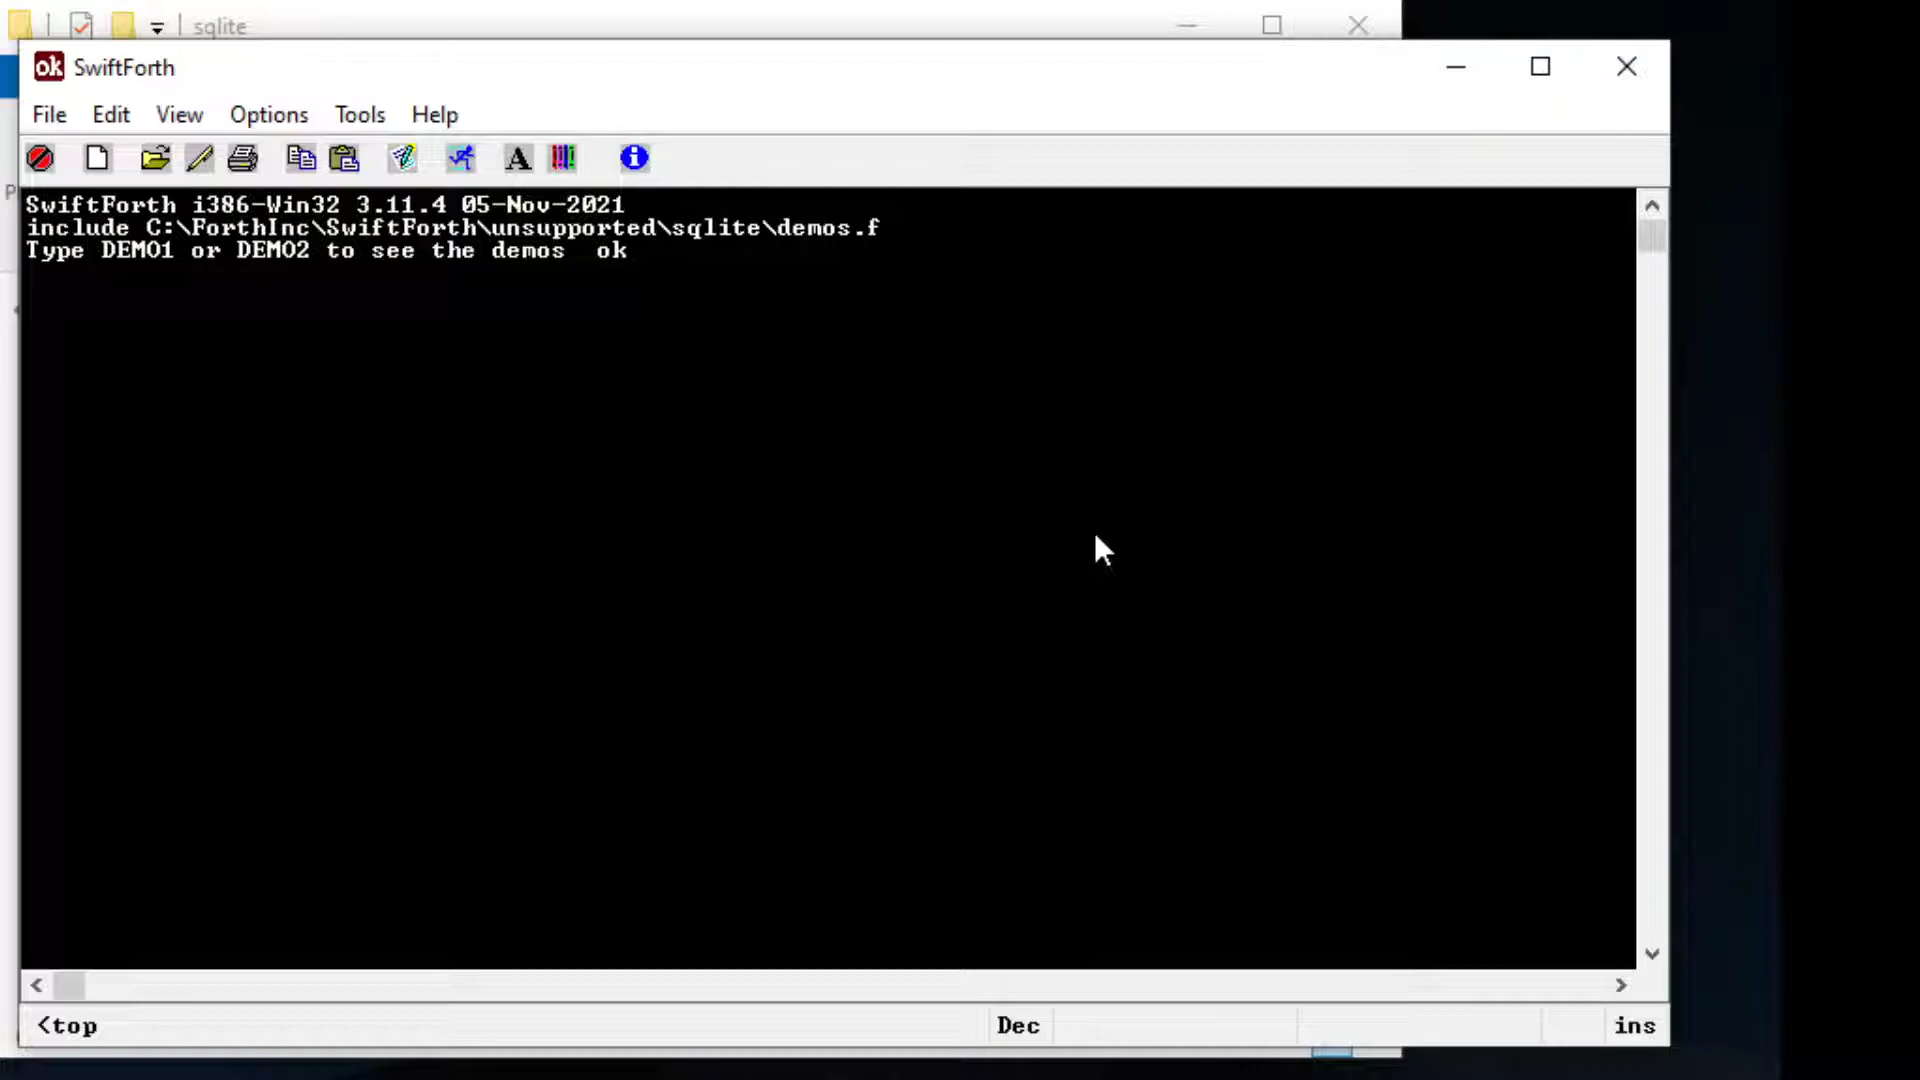 sqlite
ok SwiftForth
File Edit View Options Tools Help
A
SwiftForth i386-Win32 3.11.4 05-Nov-2021
include C:\ForthInc\SwiftForth\unsupported\sqlite\demos.f
Type DEMO1 or DEMO2 to see the demos  ok
<top Dec ins